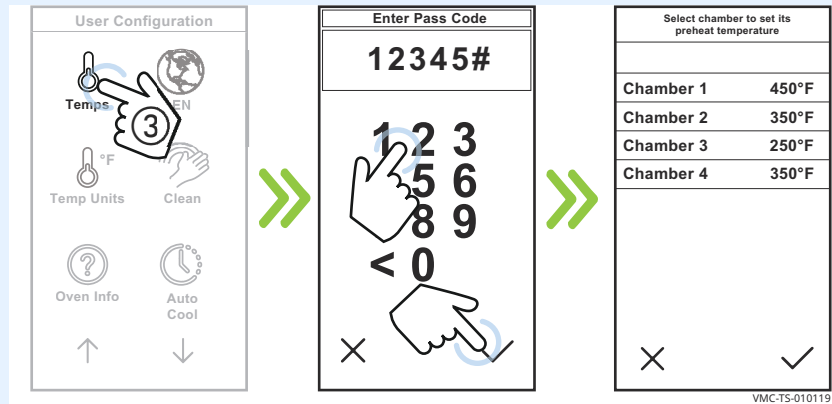 User Configuration
Temps
EN
3
°F
Temp Units
Clean
?
Oven Info
Auto
Cool
Enter Pass Code
12345#
1 2 3
5 6
8 9
< 0
Select chamber to set its
preheat temperature
Chamber 1 450°F
Chamber 2 350°F
Chamber 3 250°F
Chamber 4 350°F
VMC-TS-010119